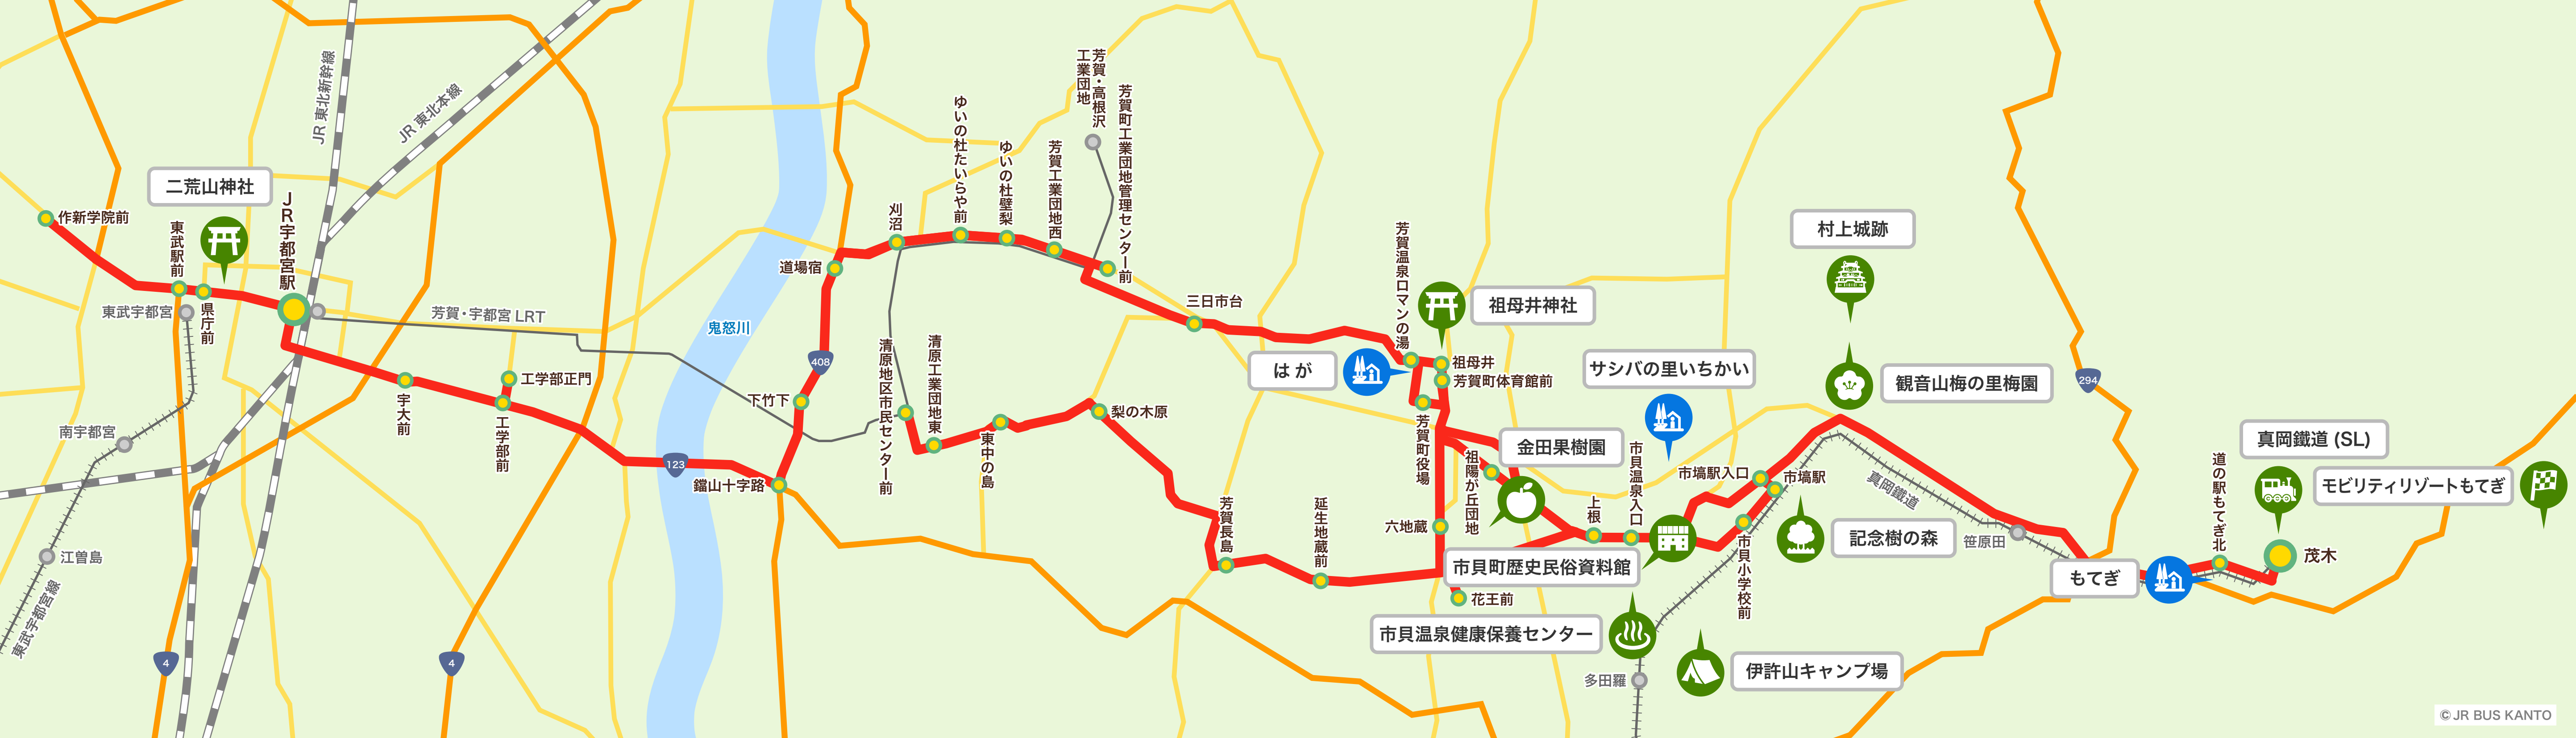 JR 東北新幹線
JR 東北本線
二荒山神社
作新学院前
東武駅前
JR宇都宮駅
東武宇都宮
県庁前
芳賀・宇都宮 LRT
南宇都宮
江曽島
東武宇都宮線
4
4
宇大前
工学部正門
工学部前
123
鬼怒川
道場宿
408
下竹下
鐺山十字路
刈沼
ゆいの杜たいらや前
ゆいの杜壁梨
芳賀工業団地西
芳賀・高根沢
工業団地
芳賀町工業団地管理センター前
清原地区市民センター前
清原工業団地東
東中の島
梨の木原
三日市台
芳賀長島
延生地蔵前
芳賀温泉ロマンの湯
はが
祖母井神社
祖母井
芳賀町体育館前
芳賀町役場
祖陽が丘団地
六地蔵
花王前
金田果樹園
サシバの里いちかい
上根
市貝温泉入口
市貝町歴史民俗資料館
市貝温泉健康保養センター
多田羅
伊許山キャンプ場
市塙駅入口
市塙駅
市貝小学校前
記念樹の森
村上城跡
観音山梅の里梅園
真岡鐵道
笹原田
294
もてぎ
道の駅もてぎ北
真岡鐵道 (SL)
モビリティリゾートもてぎ
茂木
© JR BUS KANTO